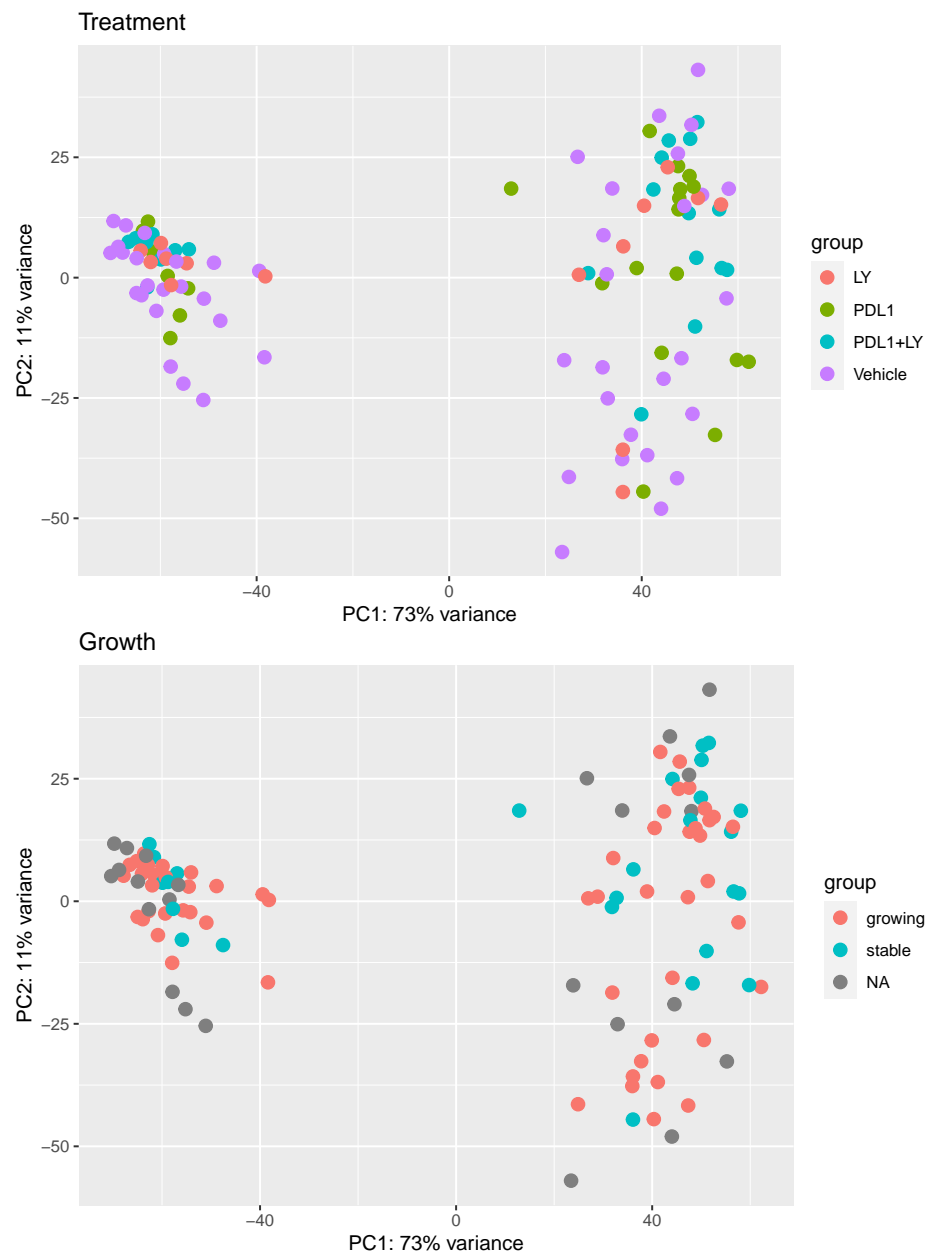 Treatment
25
0
−25
−50
PC2: 11% variance
−40
0
40
PC1: 73% variance
group
LY
PDL1
PDL1+LY
Vehicle
Growth
25
0
−25
−50
PC2: 11% variance
−40
0
40
PC1: 73% variance
group
growing
stable
NA